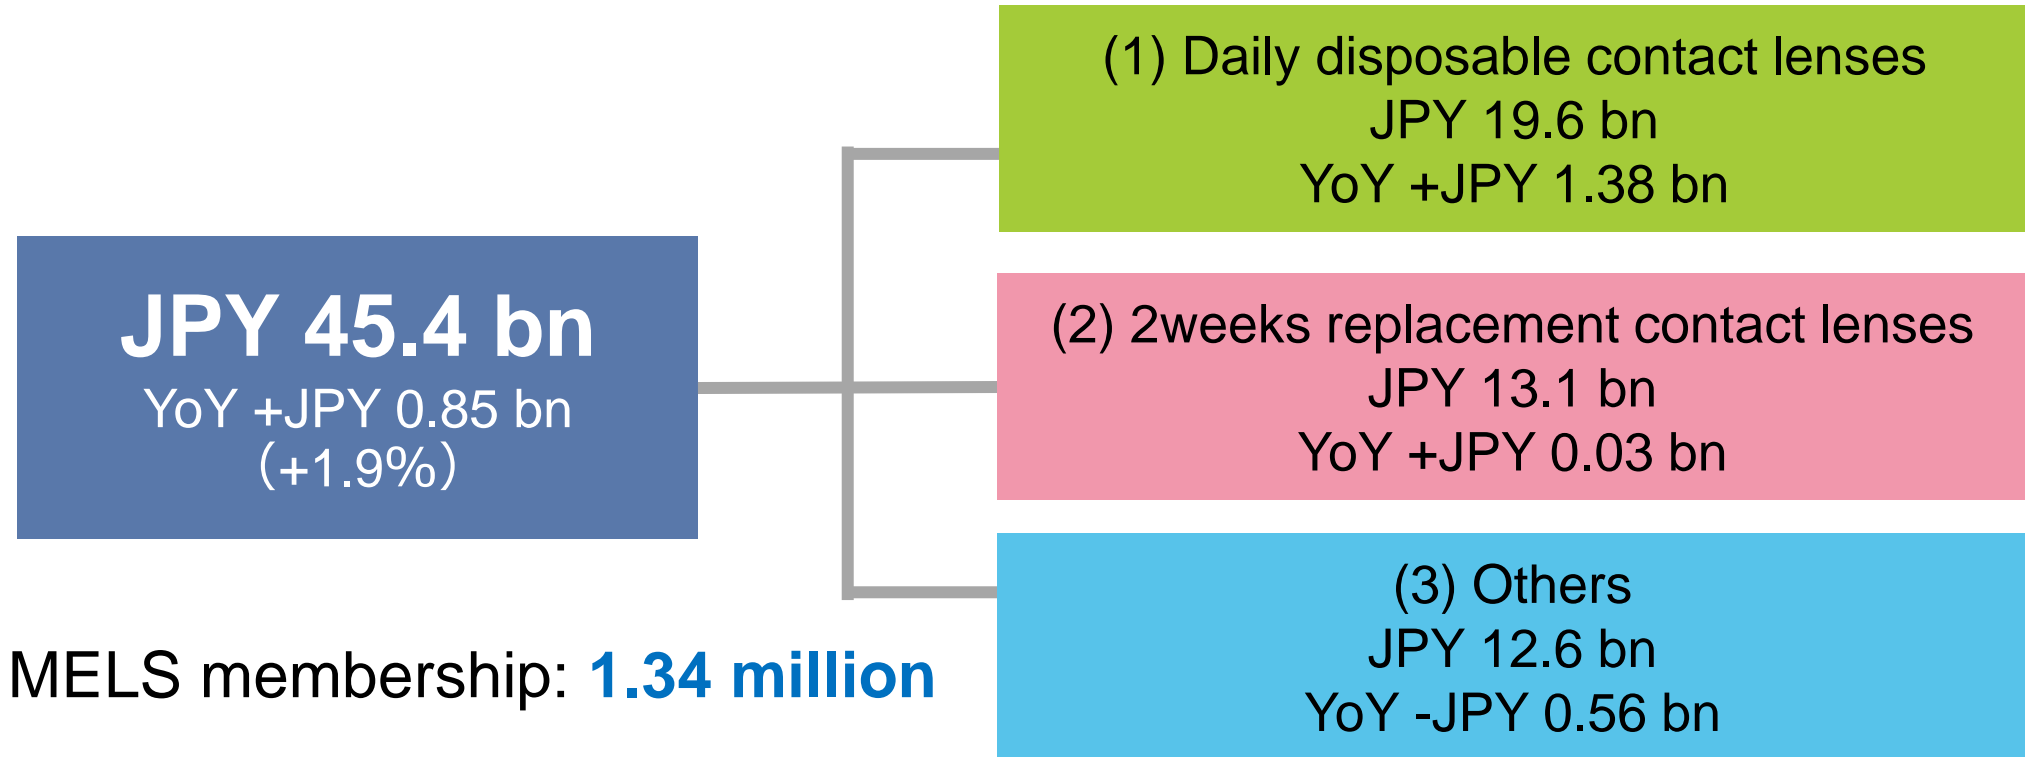 JPY 45.4 bn
YoY +JPY 0.85 bn
(+1.9%)
MELS membership: 1.34 million
(1) Daily disposable contact lenses
JPY 19.6 bn
YoY +JPY 1.38 bn
(2) 2weeks replacement contact lenses
JPY 13.1 bn
YoY +JPY 0.03 bn
(3) Others
JPY 12.6 bn
YoY -JPY 0.56 bn